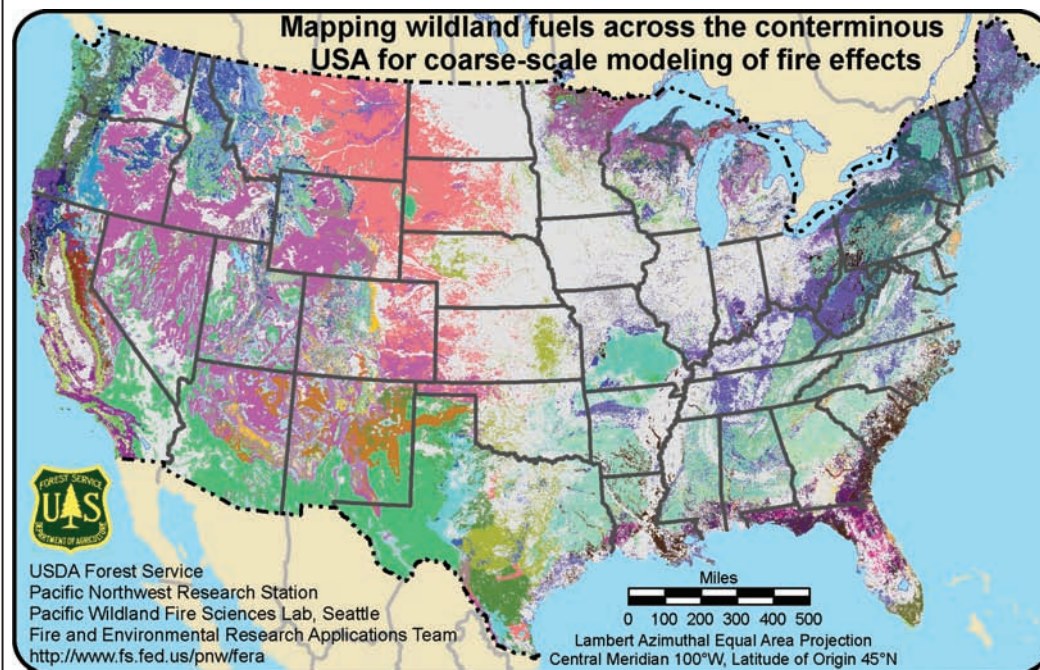 Mapping wildland fuels across the conterminous
USA for coarse-scale modeling of fire effects
FOREST SERVICE
U S
DEPARTMENT OF AGRICULTURE
USDA Forest Service
Pacific Northwest Research Station
Pacific Wildland Fire Sciences Lab, Seattle
Fire and Environmental Research Applications Team
http://www.fs.fed.us/pnw/fera
Miles
0 100 200 300 400 500
Lambert Azimuthal Equal Area Projection
Central Meridian 100°W, Latitude of Origin 45°N